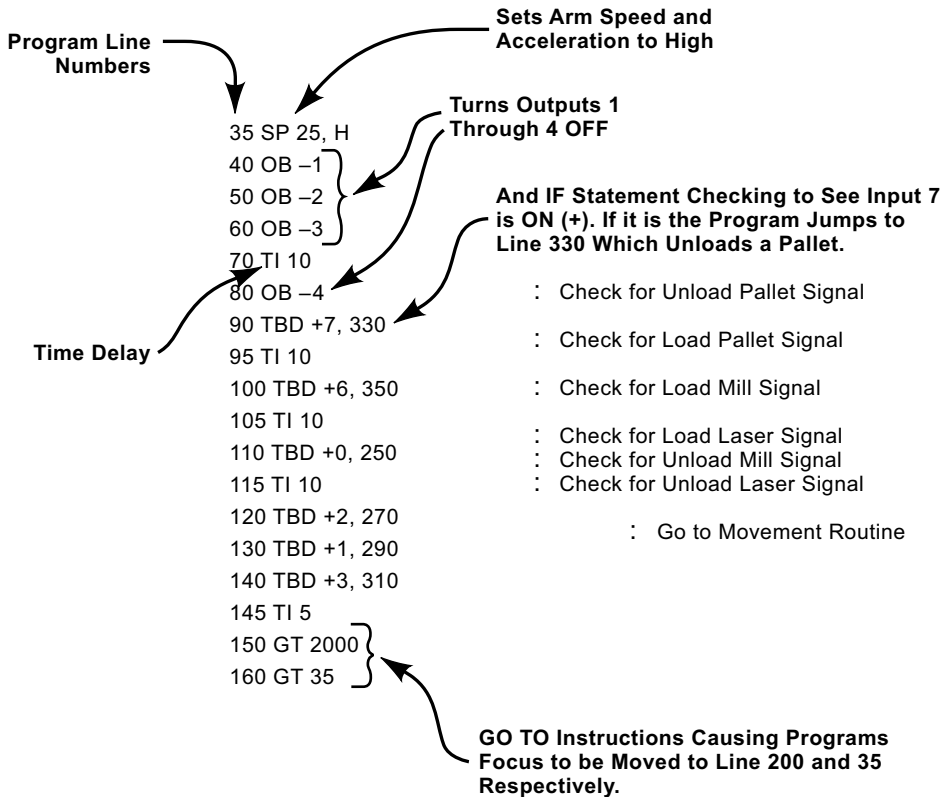 Program Line
Numbers
Sets Arm Speed and
Acceleration to High
Turns Outputs 1
Through 4 OFF
35 SP 25, H
40 OB –1
50 OB –2
60 OB –3
70 TI 10
80 OB –4
90 TBD +7, 330
95 TI 10
100 TBD +6, 350
105 TI 10
110 TBD +0, 250
115 TI 10
120 TBD +2, 270
130 TBD +1, 290
140 TBD +3, 310
145 TI 5
150 GT 2000
160 GT 35
And IF Statement Checking to See Input 7
is ON (+). If it is the Program Jumps to
Line 330 Which Unloads a Pallet.
: Check for Unload Pallet Signal
: Check for Load Pallet Signal
: Check for Load Mill Signal
: Check for Load Laser Signal
: Check for Unload Mill Signal
: Check for Unload Laser Signal
: Go to Movement Routine
Time Delay
GO TO Instructions Causing Programs
Focus to be Moved to Line 200 and 35
Respectively.